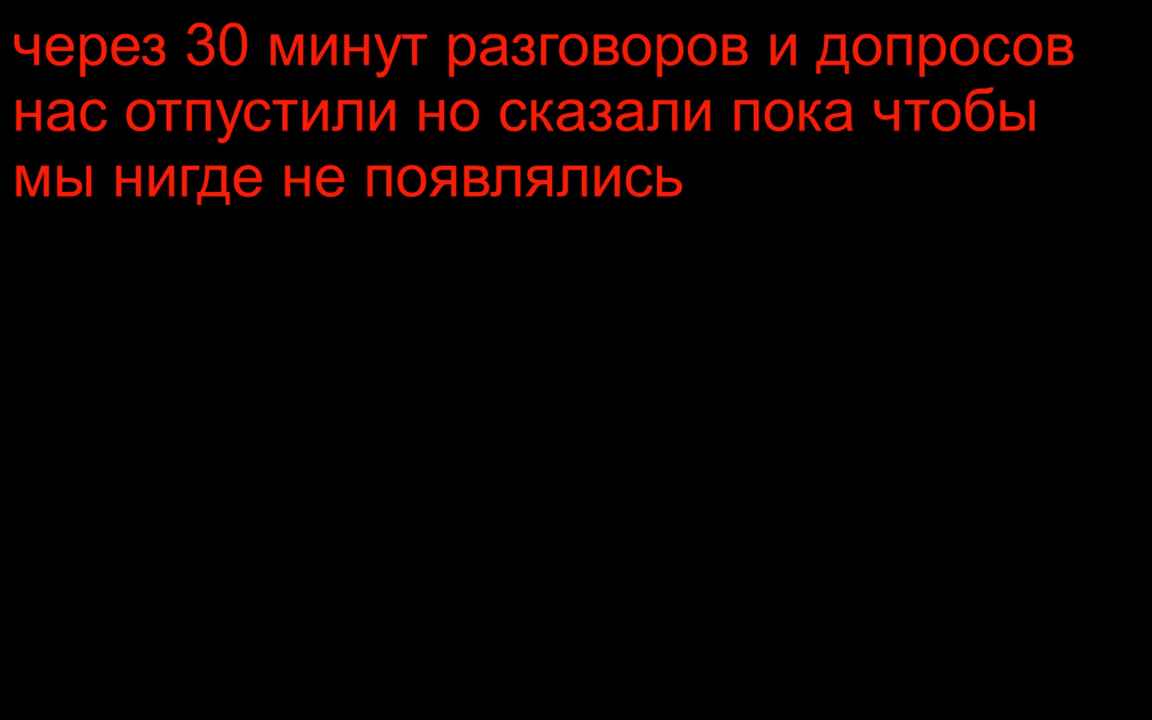 через 30 минут разговоров и допросов
нас отпустили но сказали пока чтобы
мы нигде не появлялись